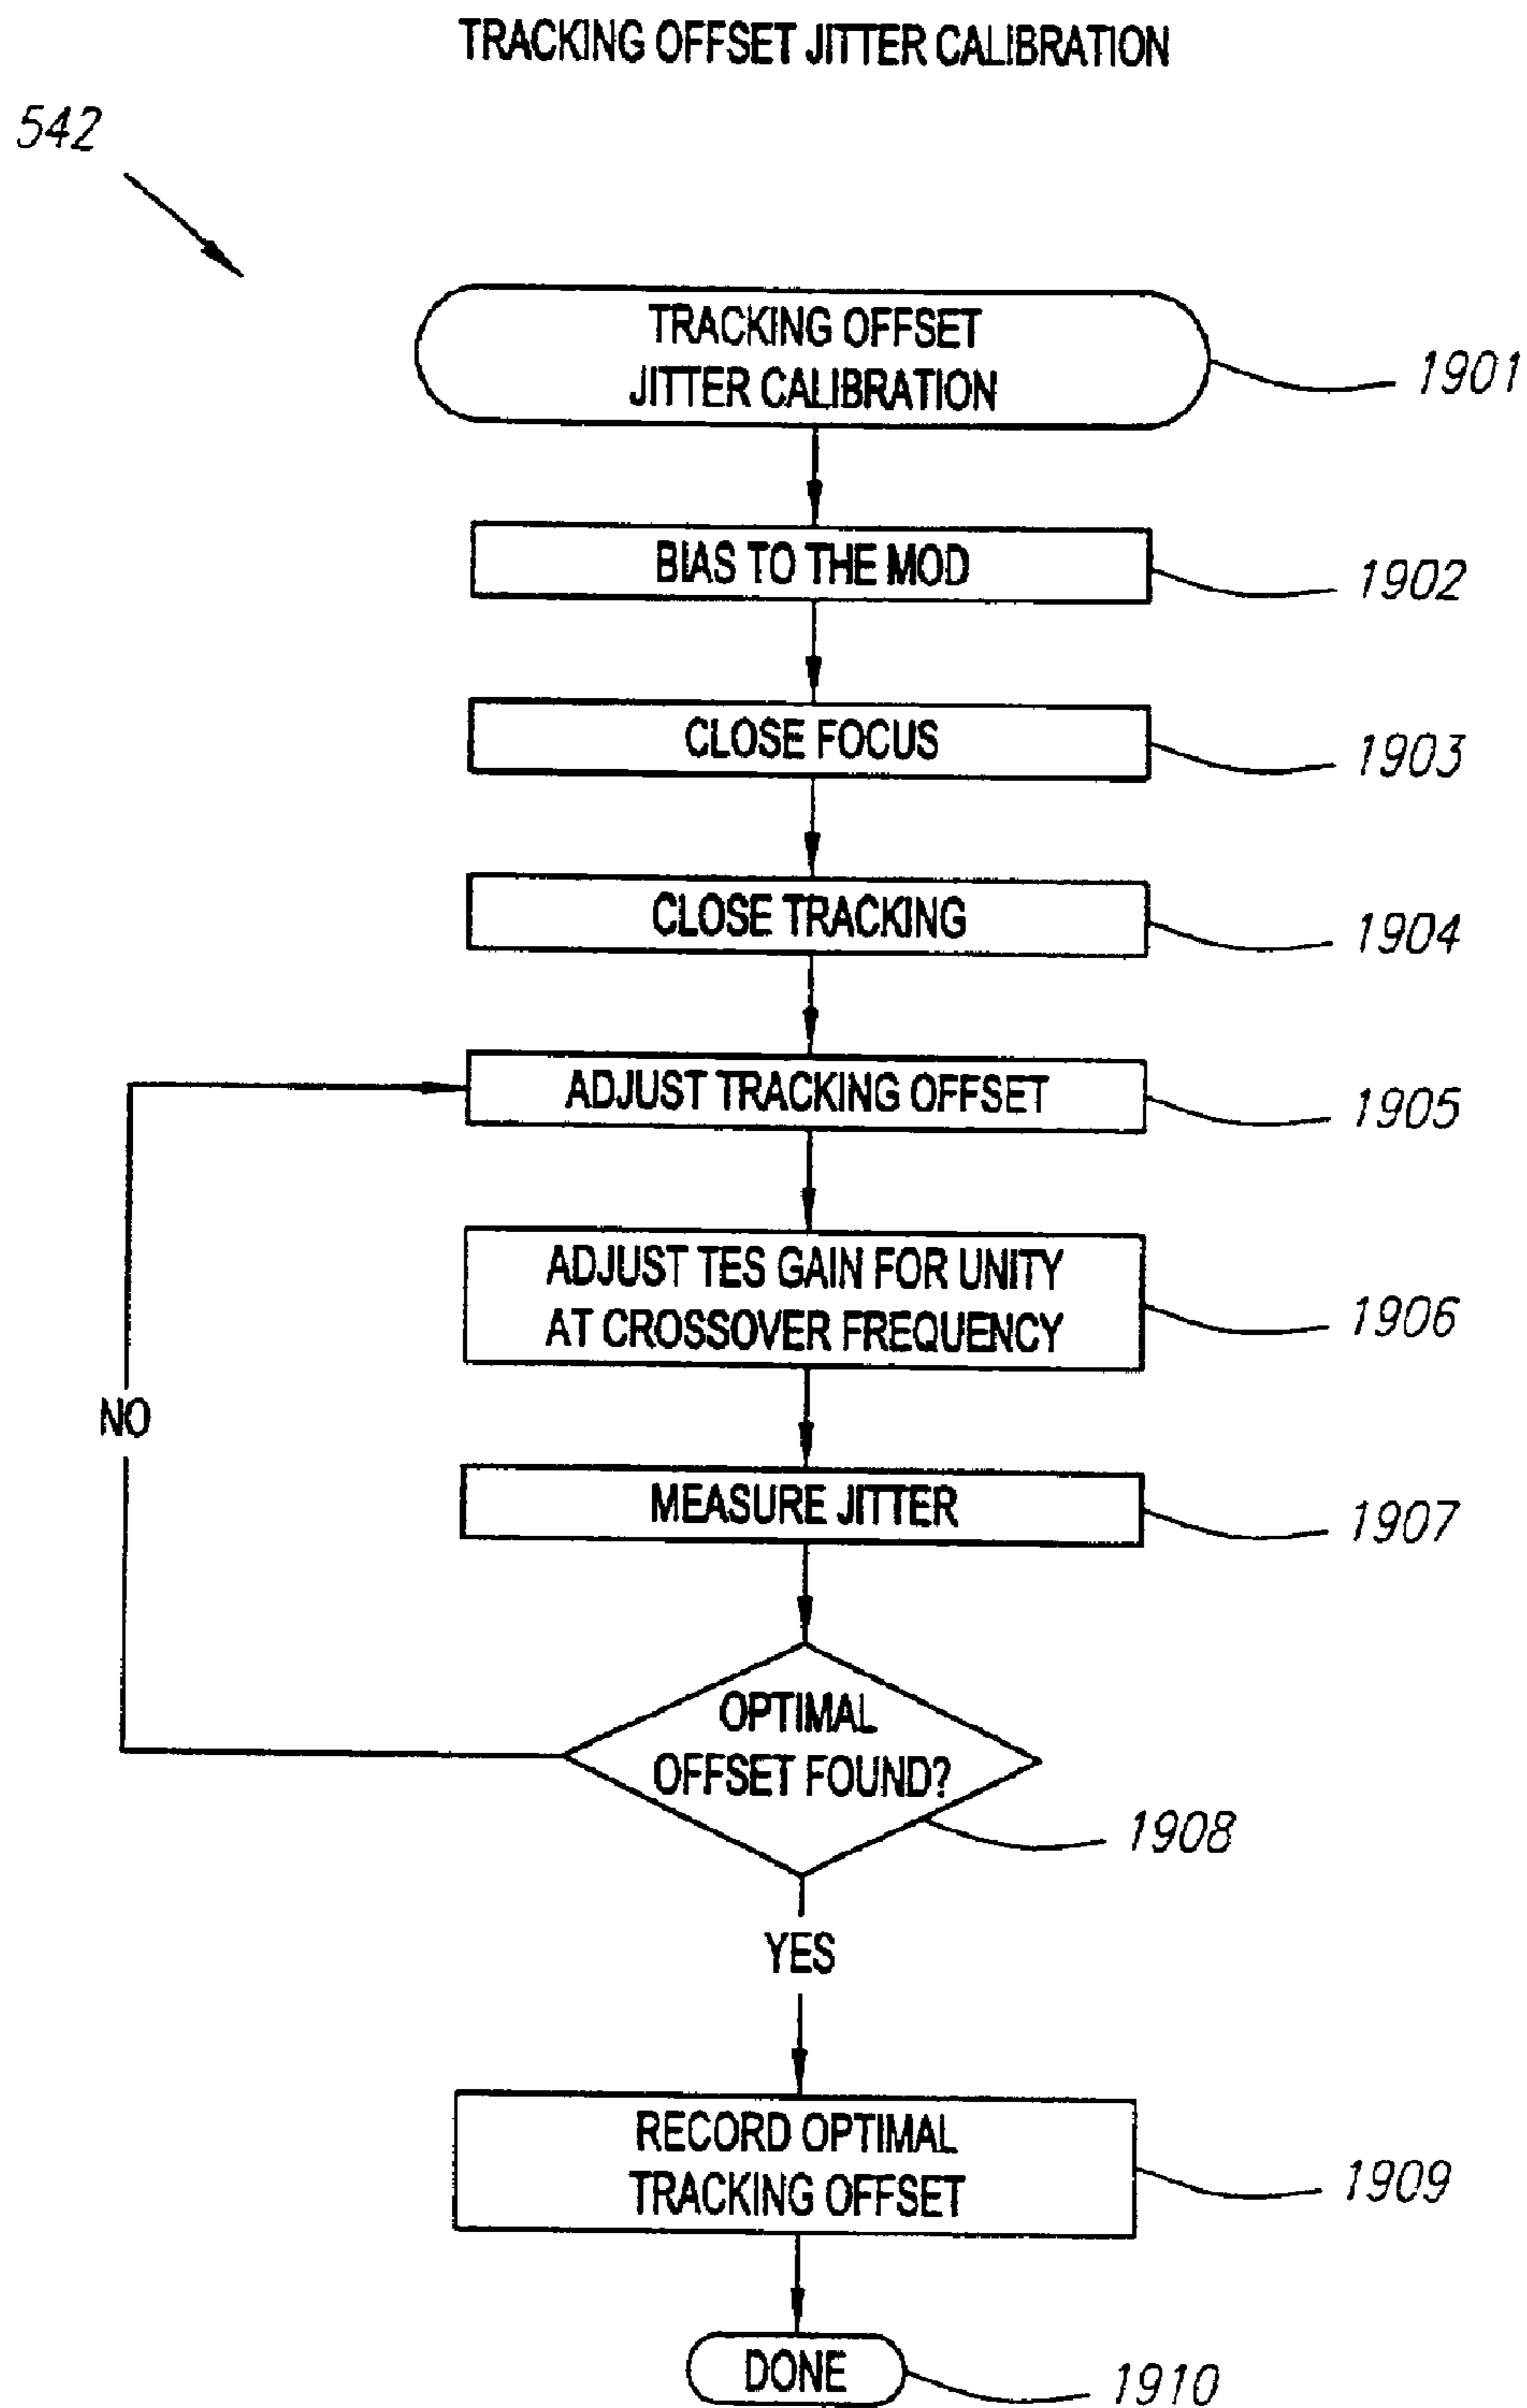 TRACKING OFFSET JITTER CALIBRATION
542
TRACKING OFFSET
JITTER CALIBRATION
1901
BIAS TO THE MOD
1902
CLOSE FOCUS
1903
CLOSE TRACKING
1904
ADJUST TRACKING OFFSET
1905
ADJUST TES GAIN FOR UNITY
AT CROSSOVER FREQUENCY
1906
NO
MEASURE JITTER
1907
OPTIMAL
OFFSET FOUND?
1908
YES
RECORD OPTIMAL
TRACKING OFFSET
1909
DONE
1910